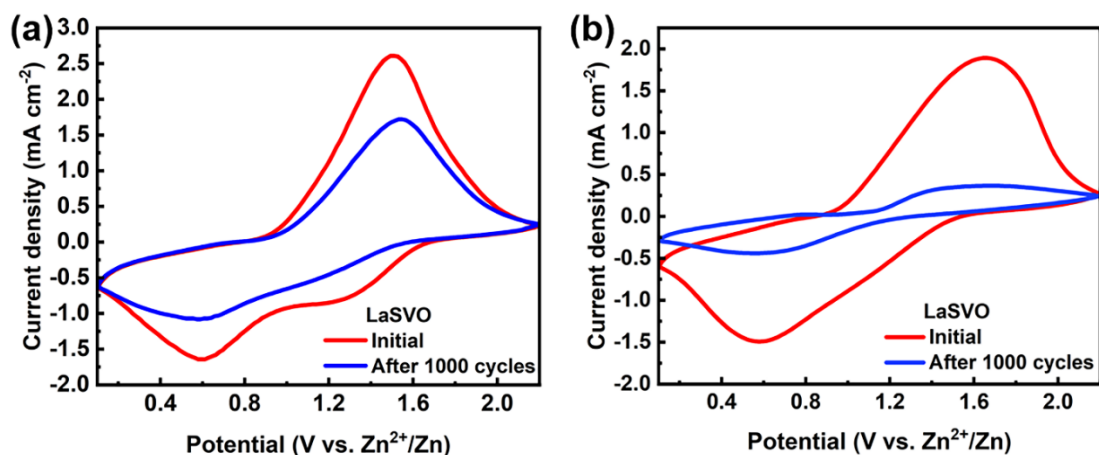 (a)
Current density (mA cm⁻²)
3.0
2.5
2.0
1.5
1.0
0.5
0.0
-0.5
-1.0
-1.5
-2.0
LaSVO
Initial
After 1000 cycles
0.4 0.8 1.2 1.6 2.0
Potential (V vs. Zn²⁺/Zn)
(b)
Current density (mA cm⁻²)
2.0
1.5
1.0
0.5
0.0
-0.5
-1.0
-1.5
-2.0
LaSVO
Initial
After 1000 cycles
0.4 0.8 1.2 1.6 2.0
Potential (V vs. Zn²⁺/Zn)